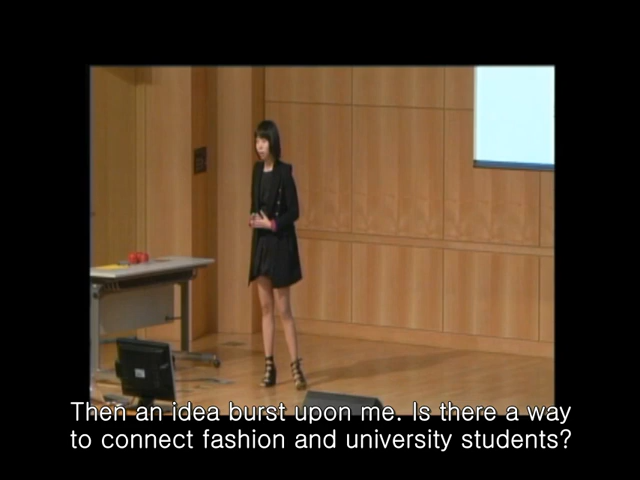 Then an idea burst upon me. Is there a way
to connect fashion and university students?